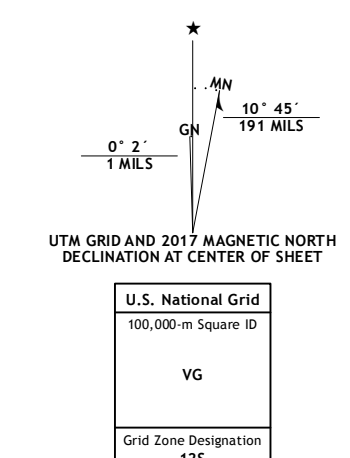 ★
MN
10° 45´
191 MILS
GN
0° 2´
1 MILS
UTM GRID AND 2017 MAGNETIC NORTH
DECLINATION AT CENTER OF SHEET
U.S. National Grid
100,000-m Square ID
VG
Grid Zone Designation